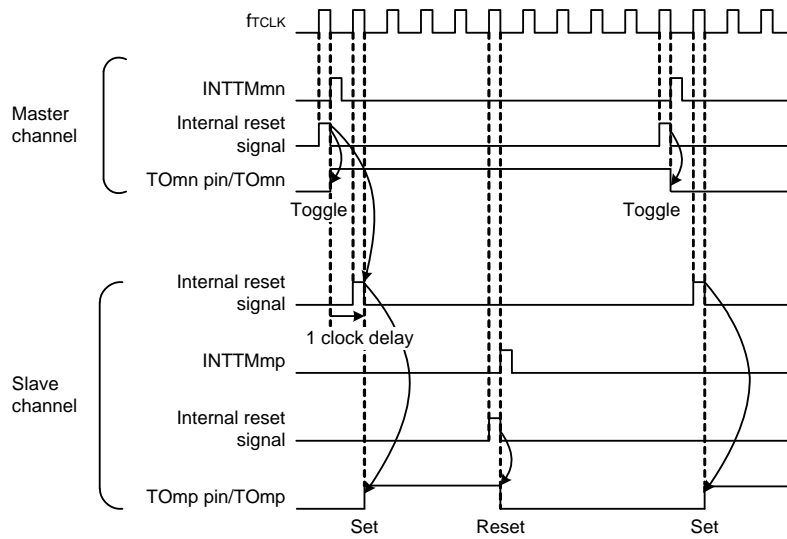 fTCLK
INTTMmn
Master
channel
Internal reset
signal
TOmn pin/TOmn
Toggle
Toggle
Internal reset
signal
1 clock delay
INTTMmp
Slave
channel
Internal reset
signal
TOmp pin/TOmp
Set
Reset
Set